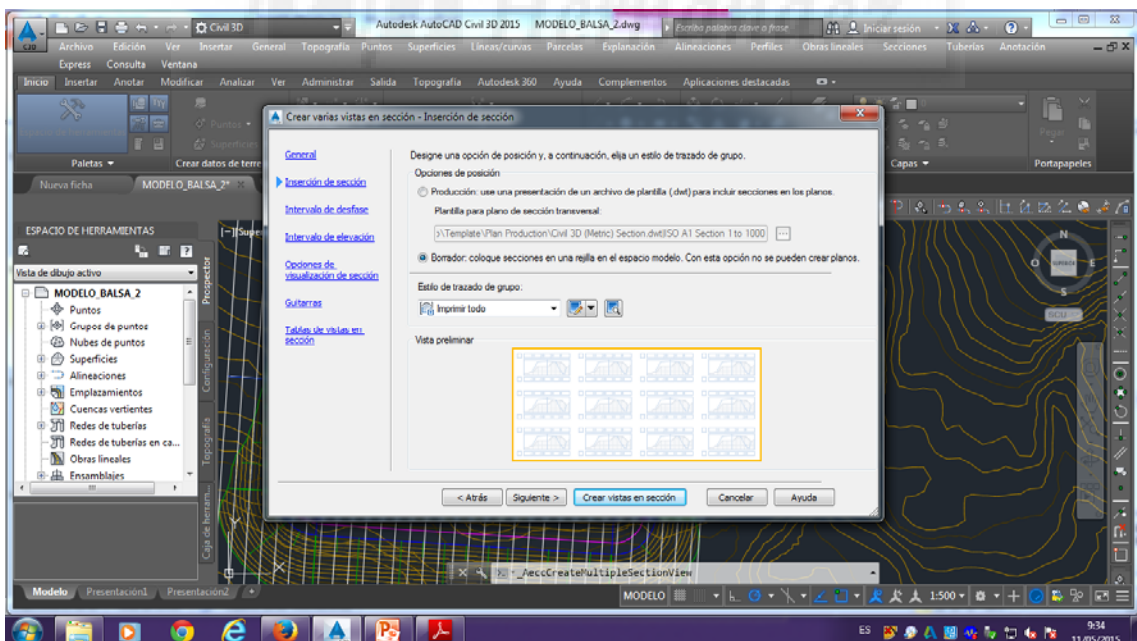 Civil 3D
Autodesk AutoCAD Civil 3D 2015 MODELO_BALSA_2.dwg
Escriba palabra clave o frase
Iniciar sesión
C3D
Archivo Edición Ver Insertar General Topografía Puntos Superficies Líneas/curvas Parcelas Explanación Alineaciones Perfiles Obras lineales Secciones Tuberías Anotación
Express Consulta Ventana
Inicio Insertar Anotar Modificar Analizar Ver Administrar Salida Topografía Autodesk 360 Ayuda Complementos Aplicaciones destacadas
Puntos
Superficies
Pegar
Paletas Crear datos de terre Capas Portapapeles
Nueva ficha MODELO_BALSA_2*
Crear varias vistas en sección - Inserción de sección
General
Inserción de sección
Intervalo de desfase
Intervalo de elevación
Opciones de
visualización de sección
Guitarras
Tablas de vistas en
sección
Designe una opción de posición y, a continuación, elija un estilo de trazado de grupo.
Opciones de posición
Producción: use una presentación de un archivo de plantilla (.dwt) para incluir secciones en los planos.
Plantilla para plano de sección transversal:
:\Template\Plan Production\Civil 3D (Metric) Section.dwt|ISO A1 Section 1 to 1000
...
Borrador: coloque secciones en una rejilla en el espacio modelo. Con esta opción no se pueden crear planos.
Estilo de trazado de grupo:
Imprimir todo
Vista preliminar
< Atrás Siguiente > Crear vistas en sección Cancelar Ayuda
ESPACIO DE HERRAMIENTAS
[-][Supe
Vista de dibujo activo
MODELO_BALSA_2
Puntos
Grupos de puntos
Nubes de puntos
Superficies
Alineaciones
Emplazamientos
Cuencas vertientes
Redes de tuberías
Redes de tuberías en ca...
Obras lineales
Ensamblajes
Prospector
Configuración
Topografía
Caja de herram...
N
O
E
S
SUPERIOR
SCU
_AeccCreateMultipleSectionView
Modelo Presentación1 Presentación2 +
MODELO
1:500
ES
9:34
11/05/2015